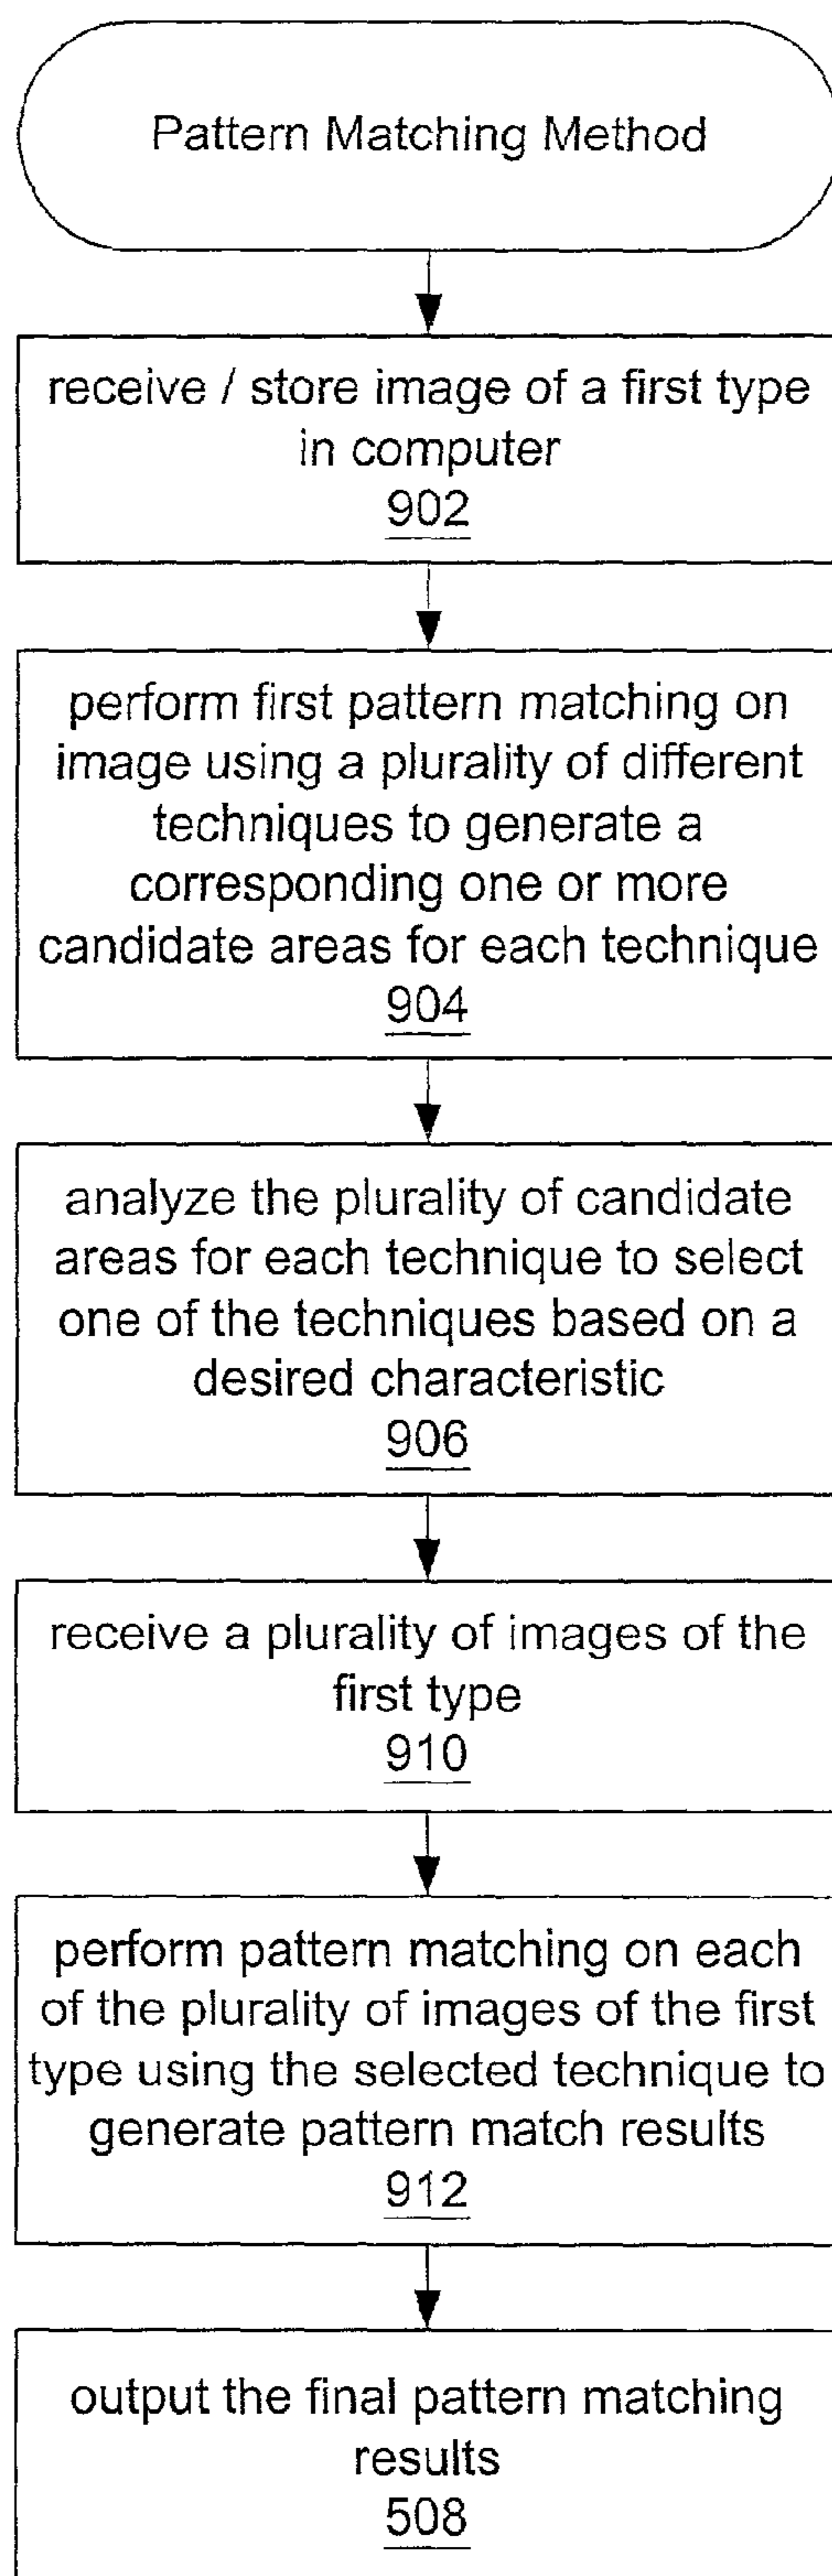 Pattern Matching Method
receive / store image of a first type
in computer
902
perform first pattern matching on
image using a plurality of different
techniques to generate a
corresponding one or more
candidate areas for each technique
904
analyze the plurality of candidate
areas for each technique to select
one of the techniques based on a
desired characteristic
906
receive a plurality of images of the
first type
910
perform pattern matching on each
of the plurality of images of the first
type using the selected technique to
generate pattern match results
912
output the final pattern matching
results
508